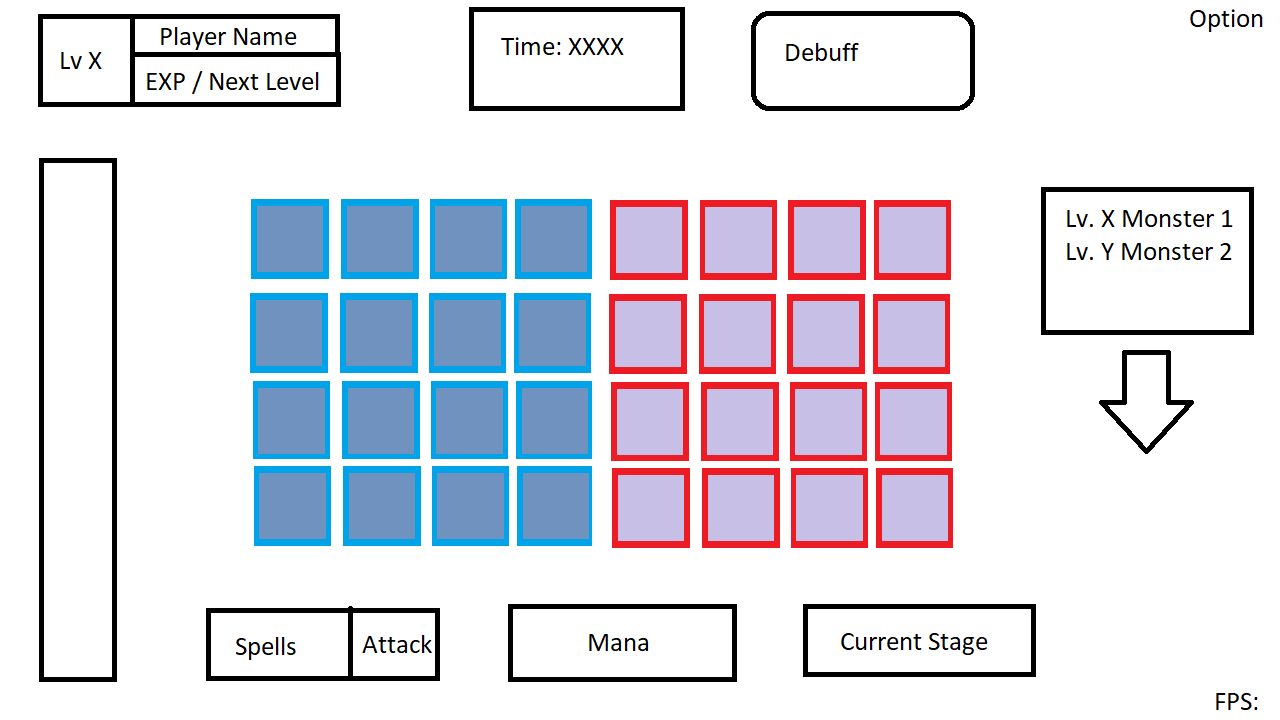 Lv X
Player Name
EXP / Next Level
Time: XXXX
Debuff
Option
Lv. X Monster 1
Lv. Y Monster 2
Spells
Attack
Mana
Current Stage
FPS: